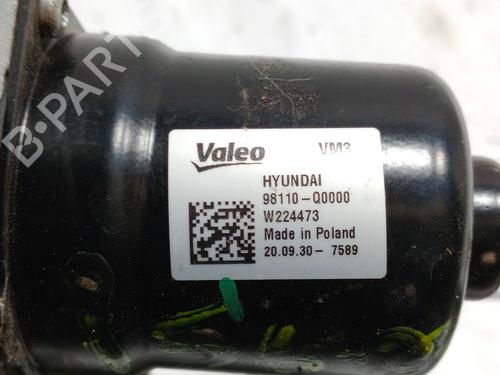 B-PARTS
Valeo VM3
HYUNDAI
98110-Q0000
W224473
Made in Poland
20.09.30- 7589